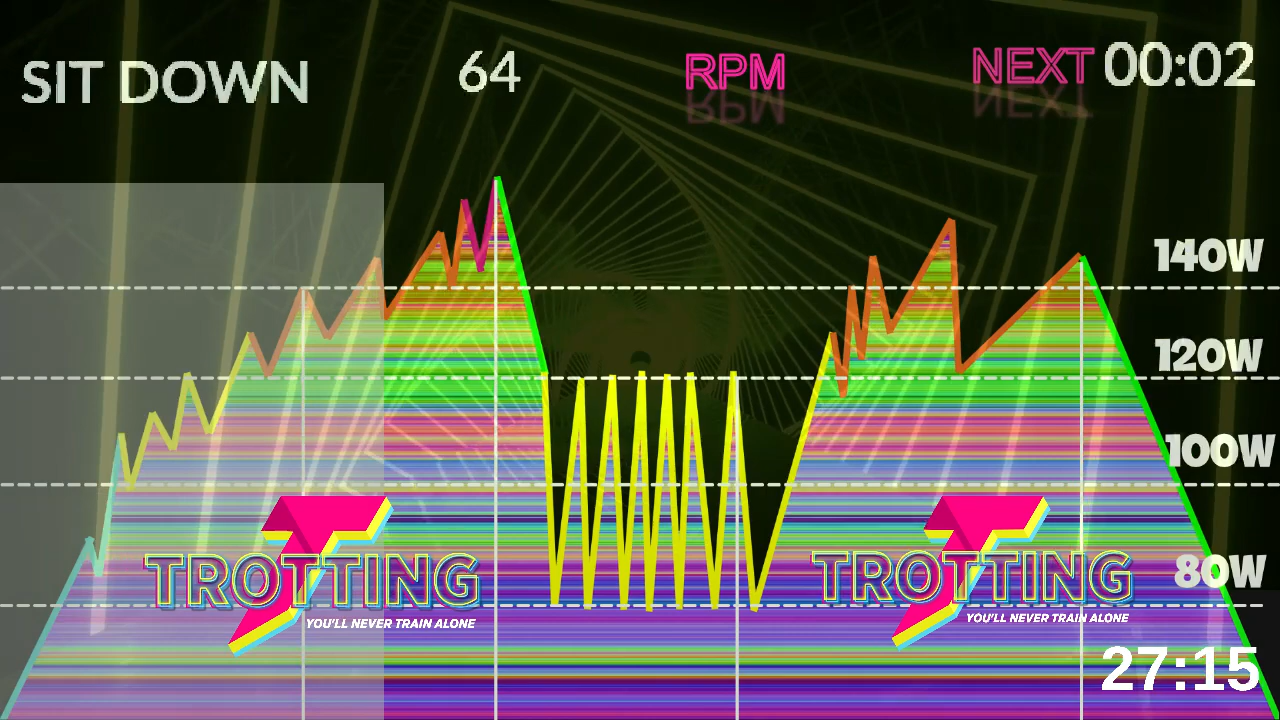 SIT DOWN
64
RPM
NEXT 00:02
140W
120W
100W
80W
TROTTING
YOU'LL NEVER TRAIN ALONE
TROTTING
YOU'LL NEVER TRAIN ALONE
27:15